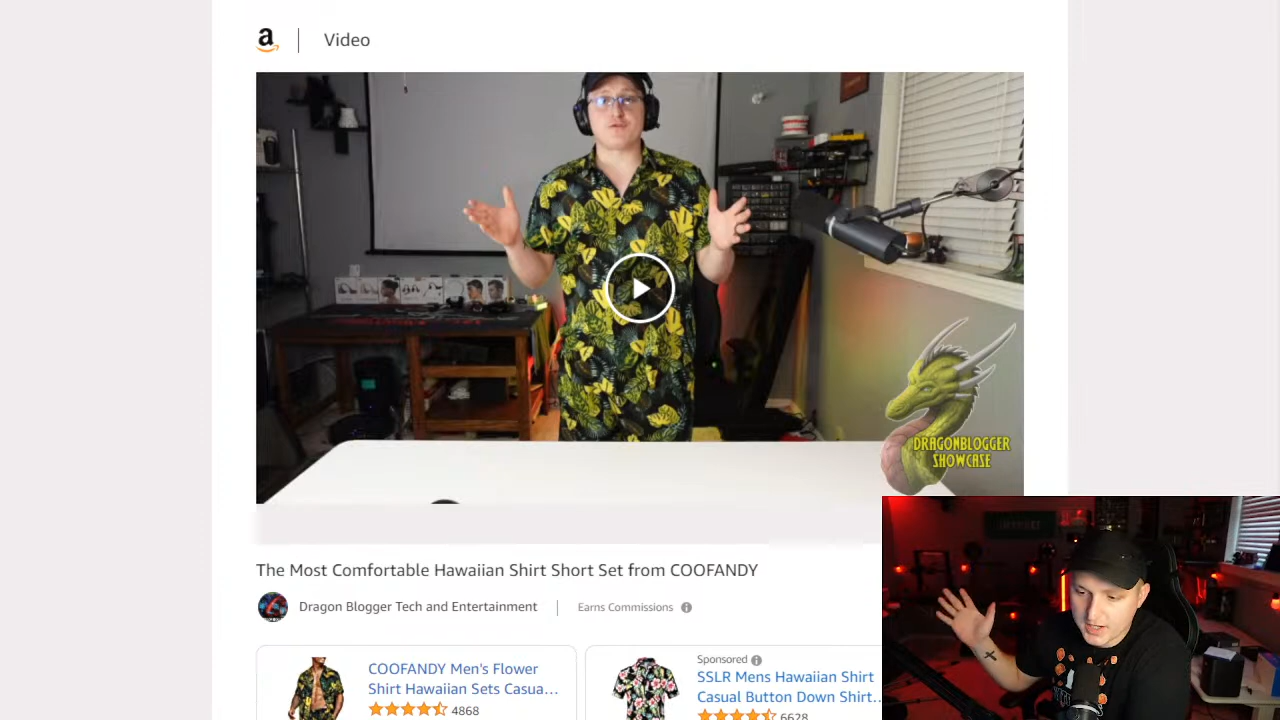 a
Video
DRAGONBLOGGER
SHOWCASE
The Most Comfortable Hawaiian Shirt Short Set from COOFANDY
Dragon Blogger Tech and Entertainment
Earns Commissions
COOFANDY Men's Flower
Shirt Hawaiian Sets Casua...
4868
Sponsored
SSLR Mens Hawaiian Shirt
Casual Button Down Shirt..
6628